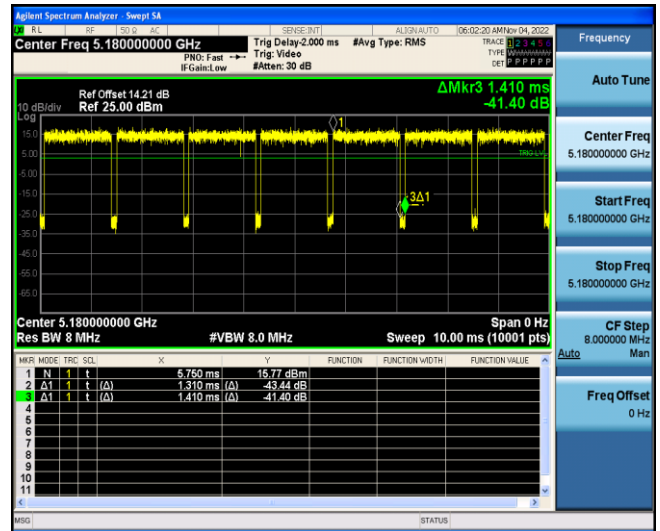 Agilent Spectrum Analyzer - Swept SA
RL RF 50 Ω AC SENSE:INT ALIGN AUTO 06:02:20 AM Nov 04, 2022
Center Freq 5.180000000 GHz
PNO: Fast
IFGain:Low
Trig Delay-2.000 ms
Trig: Video
#Atten: 30 dB
#Avg Type: RMS
TRACE 1 2 3 4 5 6
TYPE
DET P P P P P P
Ref Offset 14.21 dB
10 dB/div Ref 25.00 dBm
Log
ΔMkr3 1.410 ms
-41.40 dB
15.0
5.00
-5.00
-15.0
-25.0
-35.0
-45.0
-55.0
-65.0
1
TRIG LVL
3Δ1
Center 5.180000000 GHz Span 0 Hz
Res BW 8 MHz #VBW 8.0 MHz Sweep 10.00 ms (10001 pts)
MKR MODE TRC SCL X Y FUNCTION FUNCTION WIDTH FUNCTION VALUE
1 N 1 t 5.750 ms 15.77 dBm
2 Δ1 1 t (Δ) 1.310 ms (Δ) -43.44 dB
3 Δ1 1 t (Δ) 1.410 ms (Δ) -41.40 dB
4
5
6
7
8
9
10
11
MSG STATUS
Frequency
Auto Tune
Center Freq
5.180000000 GHz
Start Freq
5.180000000 GHz
Stop Freq
5.180000000 GHz
CF Step
8.000000 MHz
Auto Man
Freq Offset
0 Hz